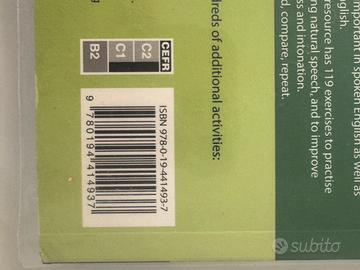 important in spoken English as well as
nglish.
resource has 119 exercises to practise
ng natural speech, and to improve
ss and intonation.
d, compare, repeat.
reds of additional activities:
CEFR
C2
C1
B2
ISBN 978-0-19-441493-7
9 780194 414937
subito